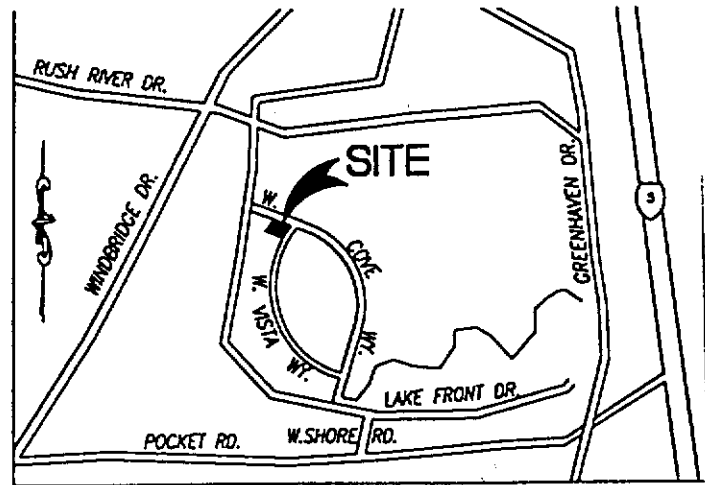 RUSH RIVER DR.
SITE
WINDBRIDGE DR.
GREENHAVEN DR.
W. COVE WY.
W. VISTA WY.
LAKE FRONT DR.
POCKET RD.
W. SHORE RD.